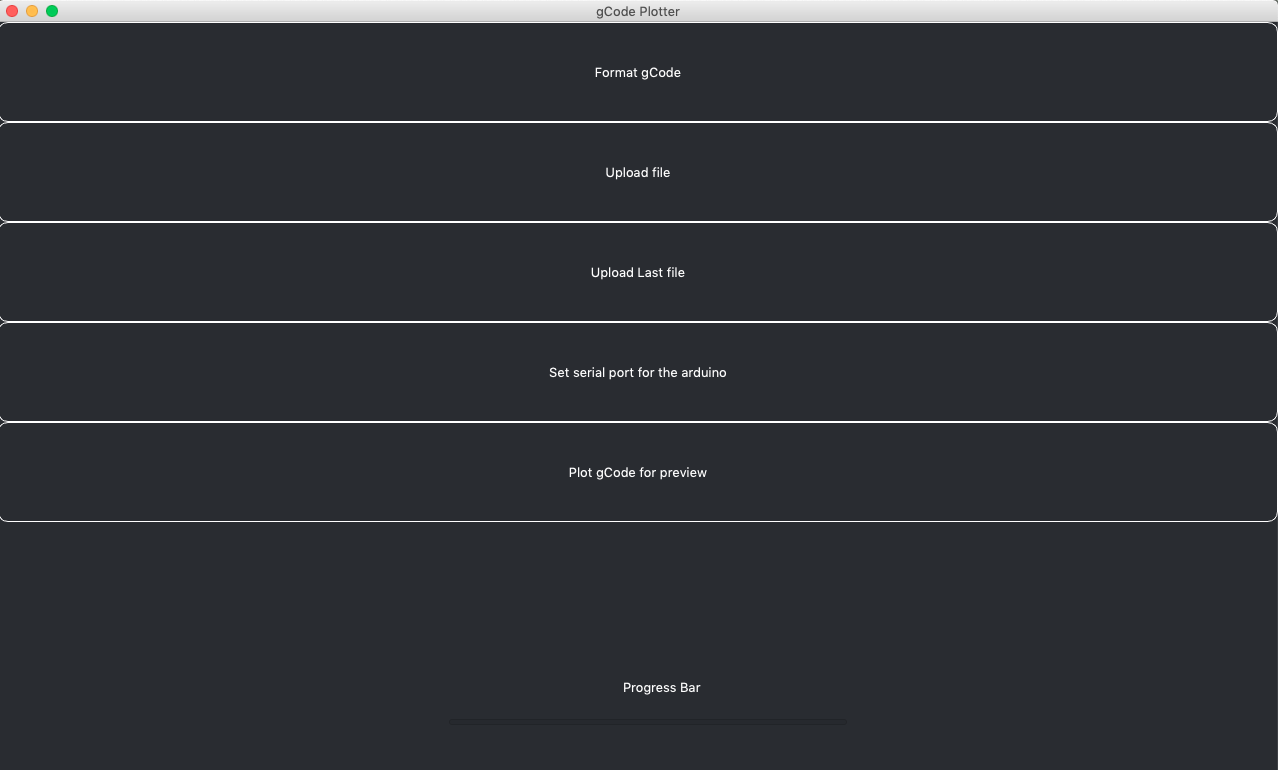 gCode Plotter
Format gCode
Upload file
Upload Last file
Set serial port for the arduino
Plot gCode for preview
Progress Bar